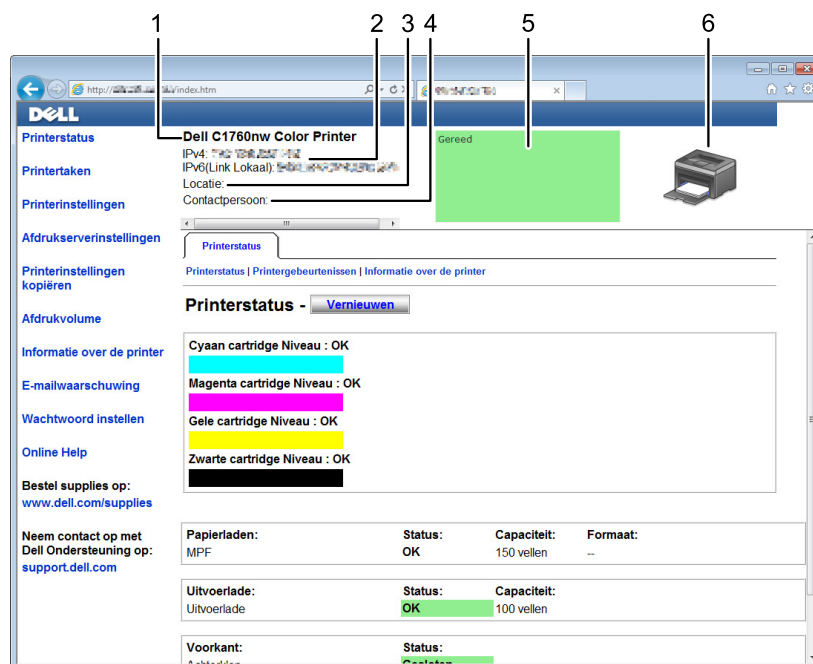 1 2 3 4 5 6
http:// /index.htm
DELL
Printerstatus
Printertaken
Printerinstellingen
Afdrukserverinstellingen
Printerinstellingen
kopiëren
Afdrukvolume
Informatie over de printer
E-mailwaarschuwing
Wachtwoord instellen
Online Help
Bestel supplies op:
www.dell.com/supplies
Neem contact op met
Dell Ondersteuning op:
support.dell.com
Dell C1760nw Color Printer
IPv4:
IPv6(Link Lokaal):
Locatie:
Contactpersoon:
Gereed
Printerstatus
Printerstatus | Printergebeurtenissen | Informatie over de printer
Printerstatus - Vernieuwen
Cyaan cartridge Niveau : OK
Magenta cartridge Niveau : OK
Gele cartridge Niveau : OK
Zwarte cartridge Niveau : OK
Papierladen: Status: Capaciteit: Formaat:
MPF OK 150 vellen --
Uitvoerlade: Status: Capaciteit:
Uitvoerlade OK 100 vellen
Voorkant: Status: